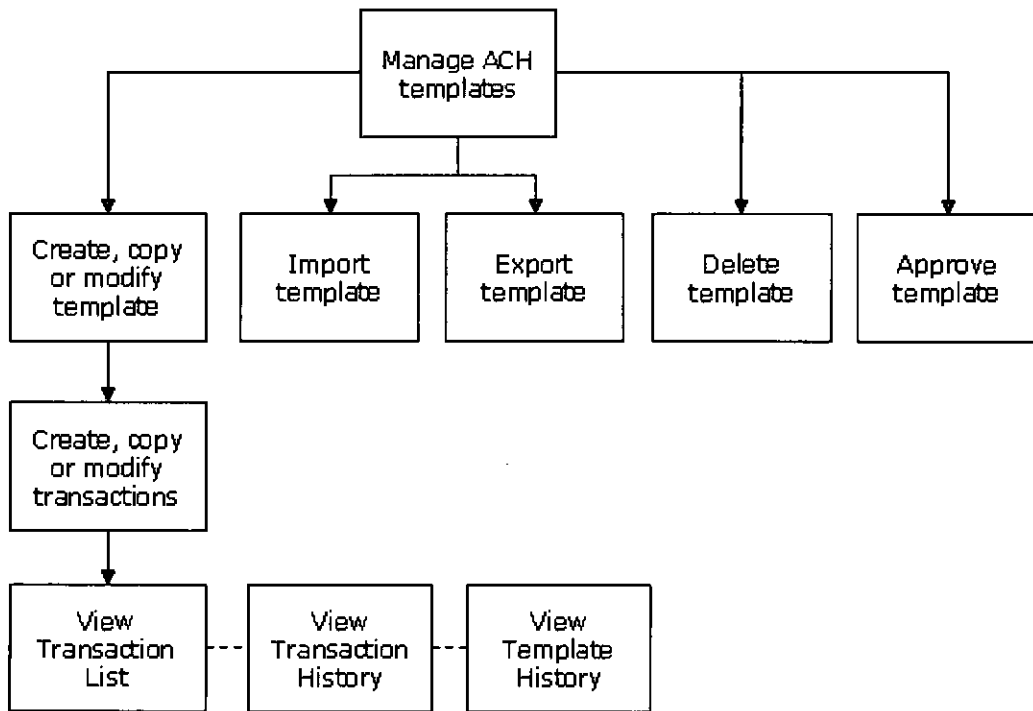 Manage ACH
templates
Create, copy
or modify
template
Import
template
Export
template
Delete
template
Approve
template
Create, copy
or modify
transactions
View
Transaction
List
View
Transaction
History
View
Template
History